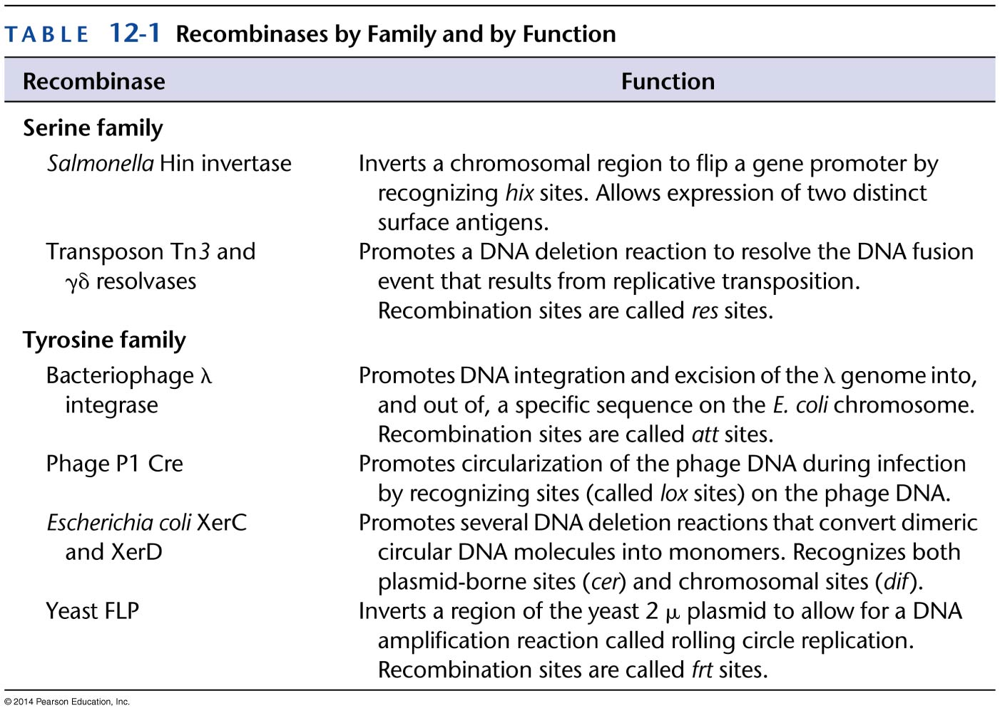 TABLE 12-1 Recombinases by Family and by Function
Recombinase Function
Serine family
Salmonella Hin invertase Inverts a chromosomal region to flip a gene promoter by
recognizing hix sites. Allows expression of two distinct
surface antigens.
Transposon Tn3 and Promotes a DNA deletion reaction to resolve the DNA fusion
γδ resolvases event that results from replicative transposition.
Recombination sites are called res sites.
Tyrosine family
Bacteriophage λ Promotes DNA integration and excision of the λ genome into,
integrase and out of, a specific sequence on the E. coli chromosome.
Recombination sites are called att sites.
Phage P1 Cre Promotes circularization of the phage DNA during infection
by recognizing sites (called lox sites) on the phage DNA.
Escherichia coli XerC Promotes several DNA deletion reactions that convert dimeric
and XerD circular DNA molecules into monomers. Recognizes both
plasmid-borne sites (cer) and chromosomal sites (dif).
Yeast FLP Inverts a region of the yeast 2 μ plasmid to allow for a DNA
amplification reaction called rolling circle replication.
Recombination sites are called frt sites.
© 2014 Pearson Education, Inc.